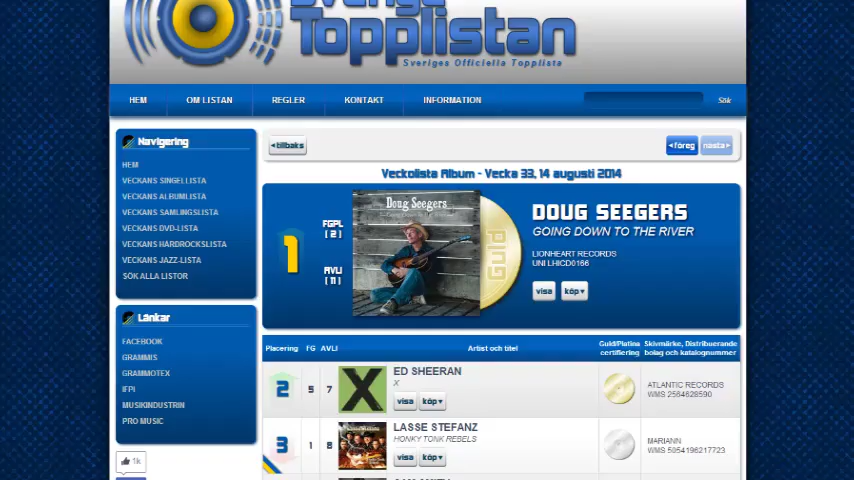 Sverige
Topplistan
Sveriges Officiella Topplista
HEM OM LISTAN REGLER KONTAKT INFORMATION Sök
Navigering
HEM
VECKANS SINGELLISTA
VECKANS ALBUMLISTA
VECKANS SAMLINGSLISTA
VECKANS DVD-LISTA
VECKANS HÅRDROCKSLISTA
VECKANS JAZZ-LISTA
SÖK ALLA LISTOR
Länkar
FACEBOOK
GRAMMIS
GRAMMOTEX
IFPI
MUSIKINDUSTRIN
PRO MUSIC
1k
tillbaks föreg nästa
Veckolista Album - Vecka 33, 14 augusti 2014
1
FGPL
[ 2 ]
ÄVLI
[ 11 ]
Doug Seegers
Guld
DOUG SEEGERS
GOING DOWN TO THE RIVER
LIONHEART RECORDS
UNI LHICD0166
visa köp
Placering FG ÄVLI Artist och titel Guld/Platina certifiering Skivmärke, Distribuerande bolag och katalognummer
2 5 7 X ED SHEERAN
X
visa köp
ATLANTIC RECORDS
WMS 2564628590
3 1 8 LASSE STEFANZ
HONKY TONK REBELS
visa köp
MARIANN
WMS 5054196217723